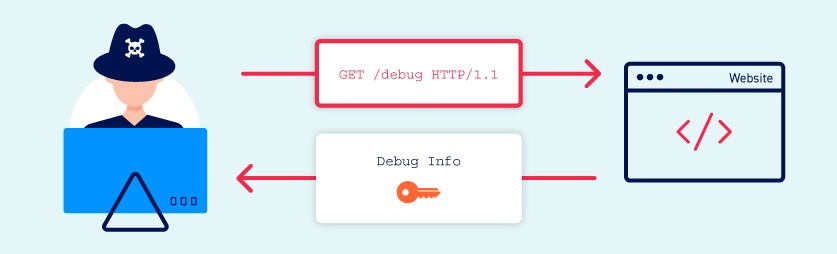 GET /debug HTTP/1.1
Website
Debug Info